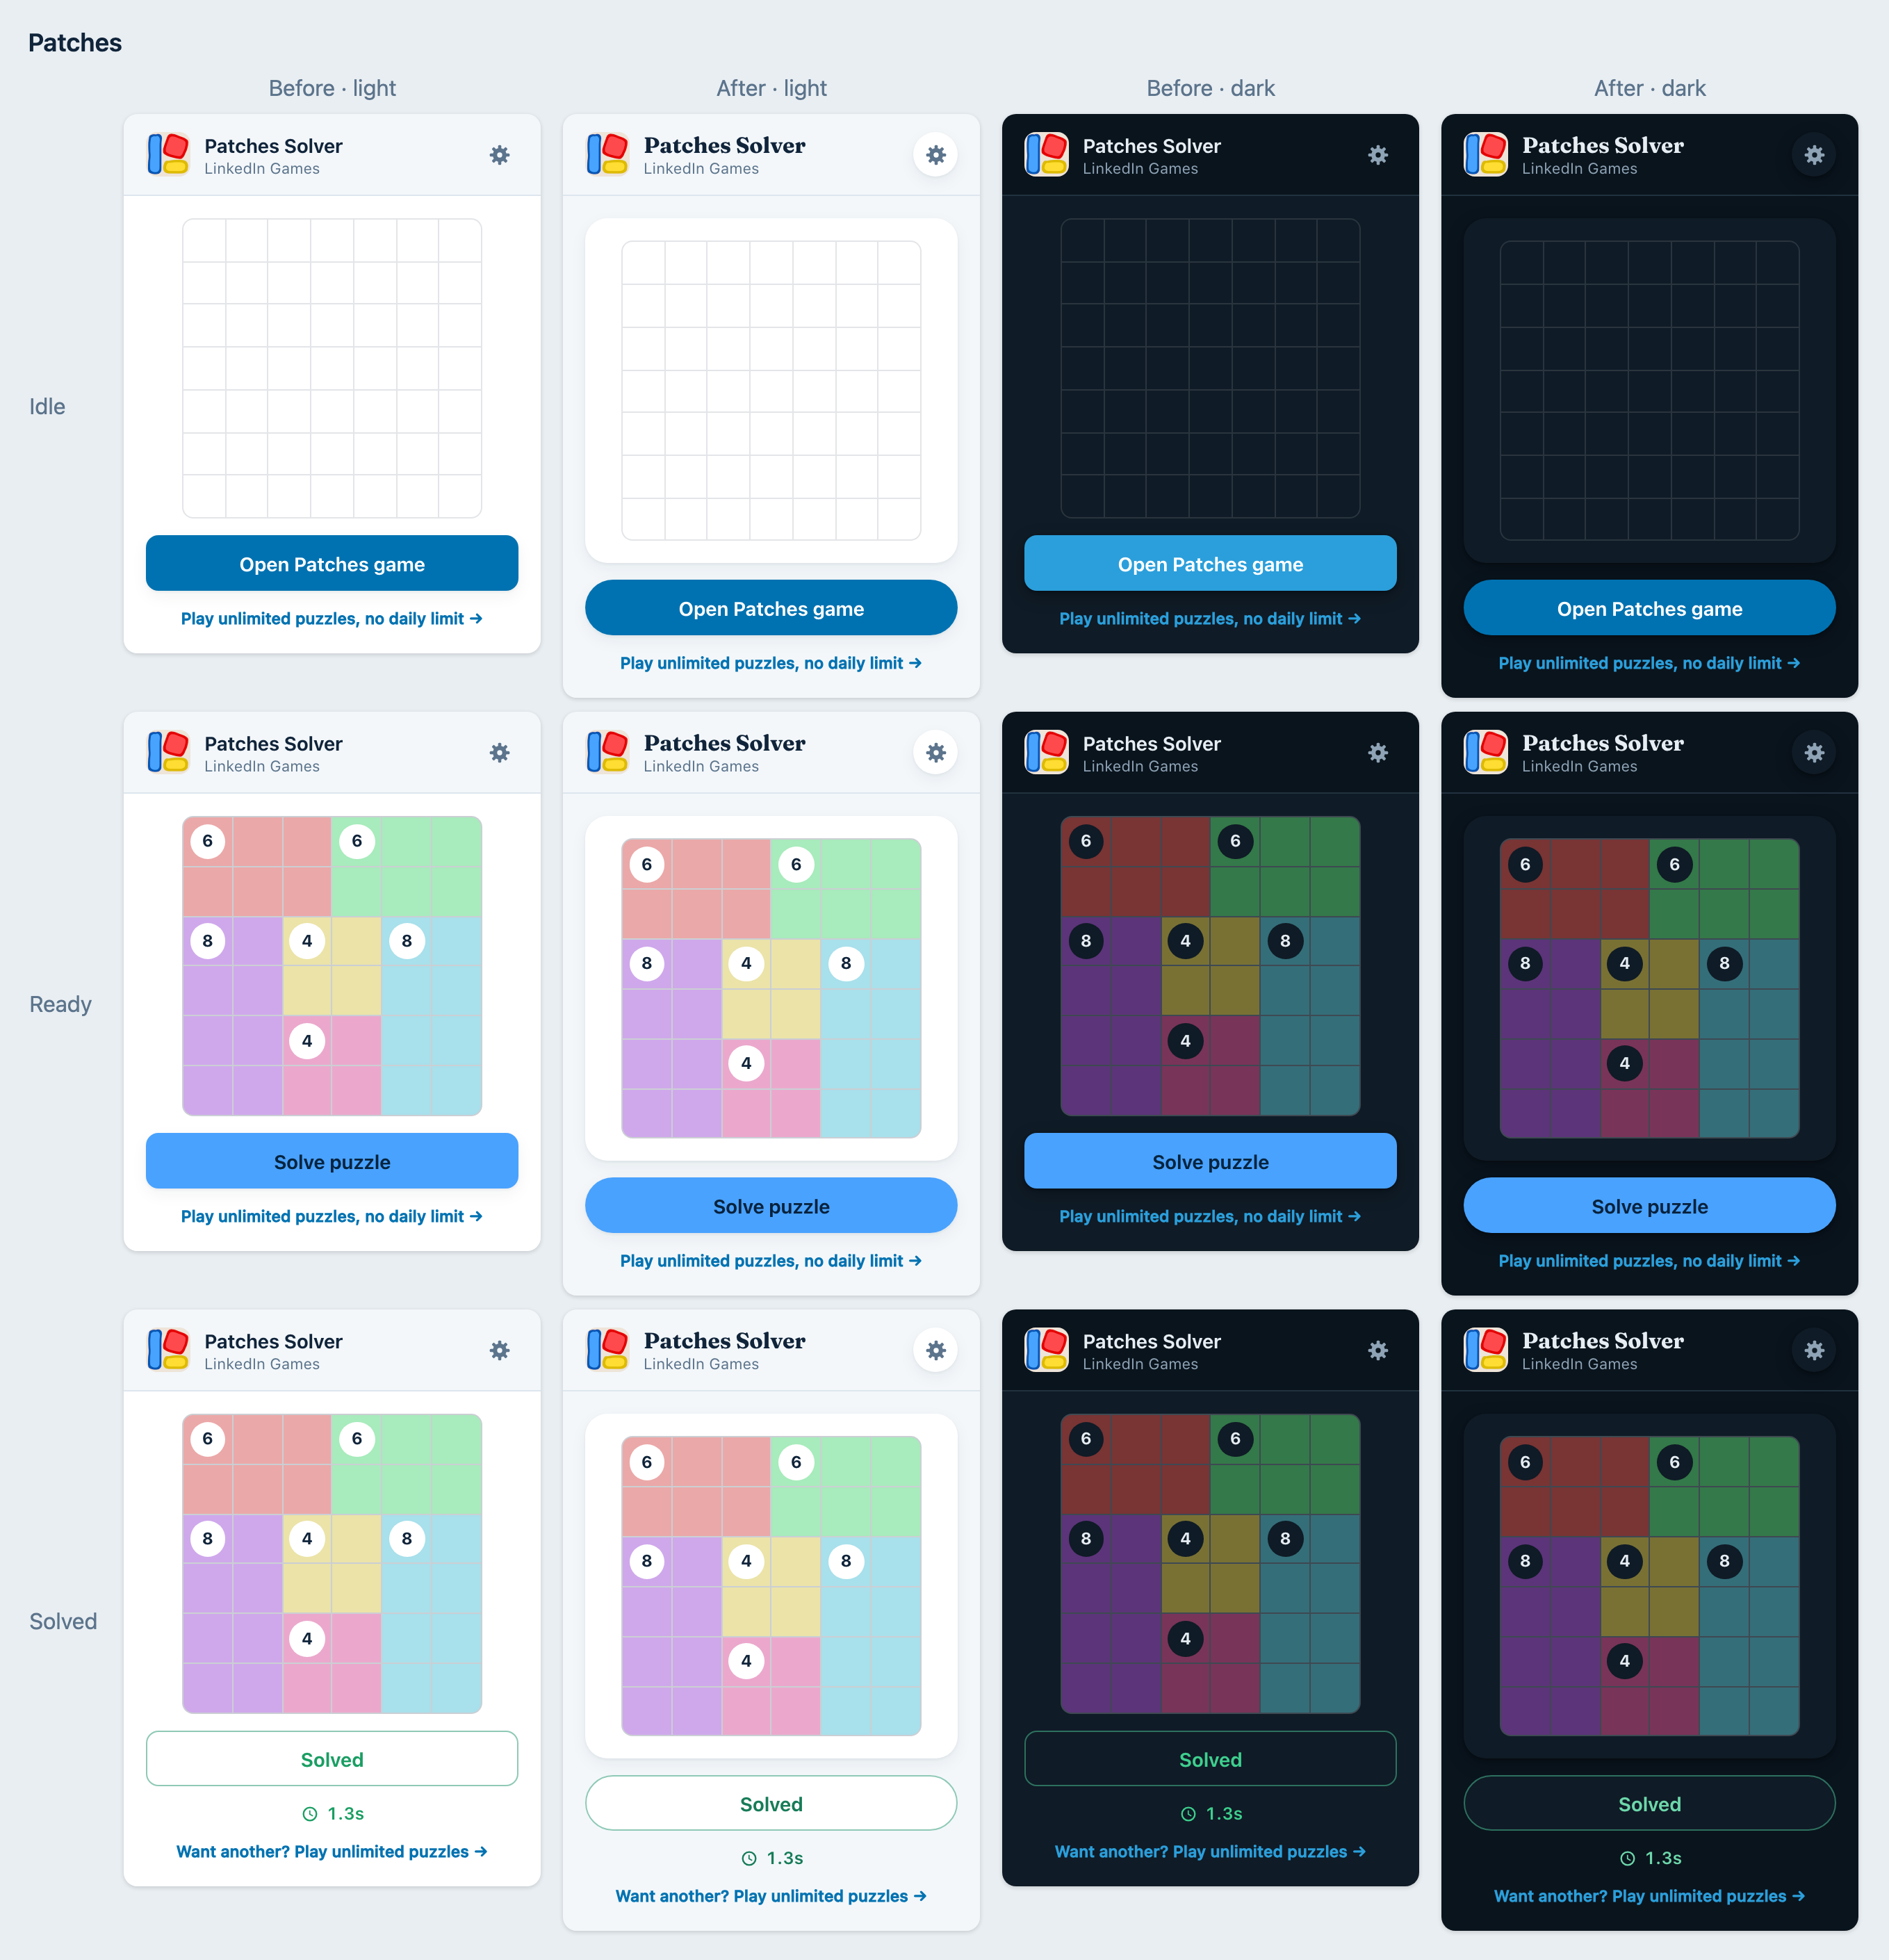 Patches
Before · light
After · light
Before · dark
After · dark
Idle
Patches Solver
LinkedIn Games
Open Patches game
Play unlimited puzzles, no daily limit →
Patches Solver
LinkedIn Games
Open Patches game
Play unlimited puzzles, no daily limit →
Patches Solver
LinkedIn Games
Open Patches game
Play unlimited puzzles, no daily limit →
Patches Solver
LinkedIn Games
Open Patches game
Play unlimited puzzles, no daily limit →
Ready
Patches Solver
LinkedIn Games
6 6
8 4 8
4
Solve puzzle
Play unlimited puzzles, no daily limit →
Patches Solver
LinkedIn Games
6 6
8 4 8
4
Solve puzzle
Play unlimited puzzles, no daily limit →
Patches Solver
LinkedIn Games
6 6
8 4 8
4
Solve puzzle
Play unlimited puzzles, no daily limit →
Patches Solver
LinkedIn Games
6 6
8 4 8
4
Solve puzzle
Play unlimited puzzles, no daily limit →
Solved
Patches Solver
LinkedIn Games
6 6
8 4 8
4
Solved
1.3s
Want another? Play unlimited puzzles →
Patches Solver
LinkedIn Games
6 6
8 4 8
4
Solved
1.3s
Want another? Play unlimited puzzles →
Patches Solver
LinkedIn Games
6 6
8 4 8
4
Solved
1.3s
Want another? Play unlimited puzzles →
Patches Solver
LinkedIn Games
6 6
8 4 8
4
Solved
1.3s
Want another? Play unlimited puzzles →